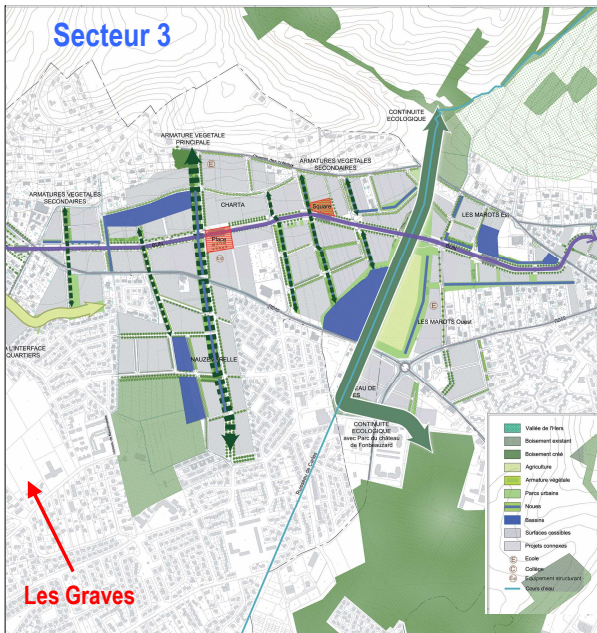 Secteur 3
CONTINUITE
ECOLOGIQUE
ARMATURE VEGETALE
PRINCIPALE
E
ARMATURES VEGETALES
SECONDAIRES
ARMATURES VEGETALES
SECONDAIRES
CHARTA
Square
LES MAROTS Est
Place
LES MAROTS Ouest
E
A L'INTERFACE
QUARTIERS
CONTINUITE
ECOLOGIQUE
avec Parc du château
de Fonbeauzard
Les Graves
Vallée de l'Hers
Boisement existant
Boisement créé
Agriculture
Armature végétale
Parcs urbains
Noues
Bassins
Surfaces cessibles
Projets connexes
E Ecole
C Collège
Equipement structurant
Cours d'eau